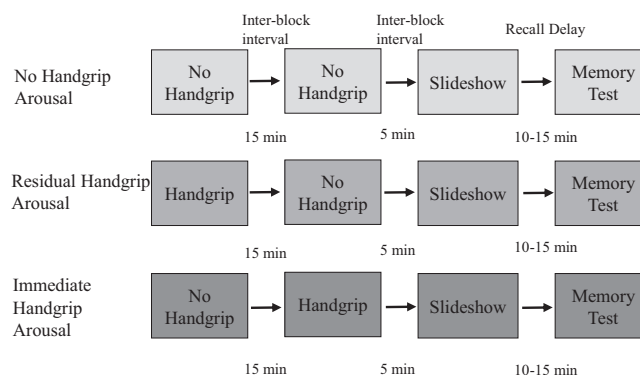 Inter-block
interval
Inter-block
interval
Recall Delay
No Handgrip
Arousal
No
Handgrip
No
Handgrip
Slideshow
Memory
Test
15 min
5 min
10-15 min
Residual Handgrip
Arousal
Handgrip
No
Handgrip
Slideshow
Memory
Test
15 min
5 min
10-15 min
Immediate
Handgrip
Arousal
No
Handgrip
Handgrip
Slideshow
Memory
Test
15 min
5 min
10-15 min